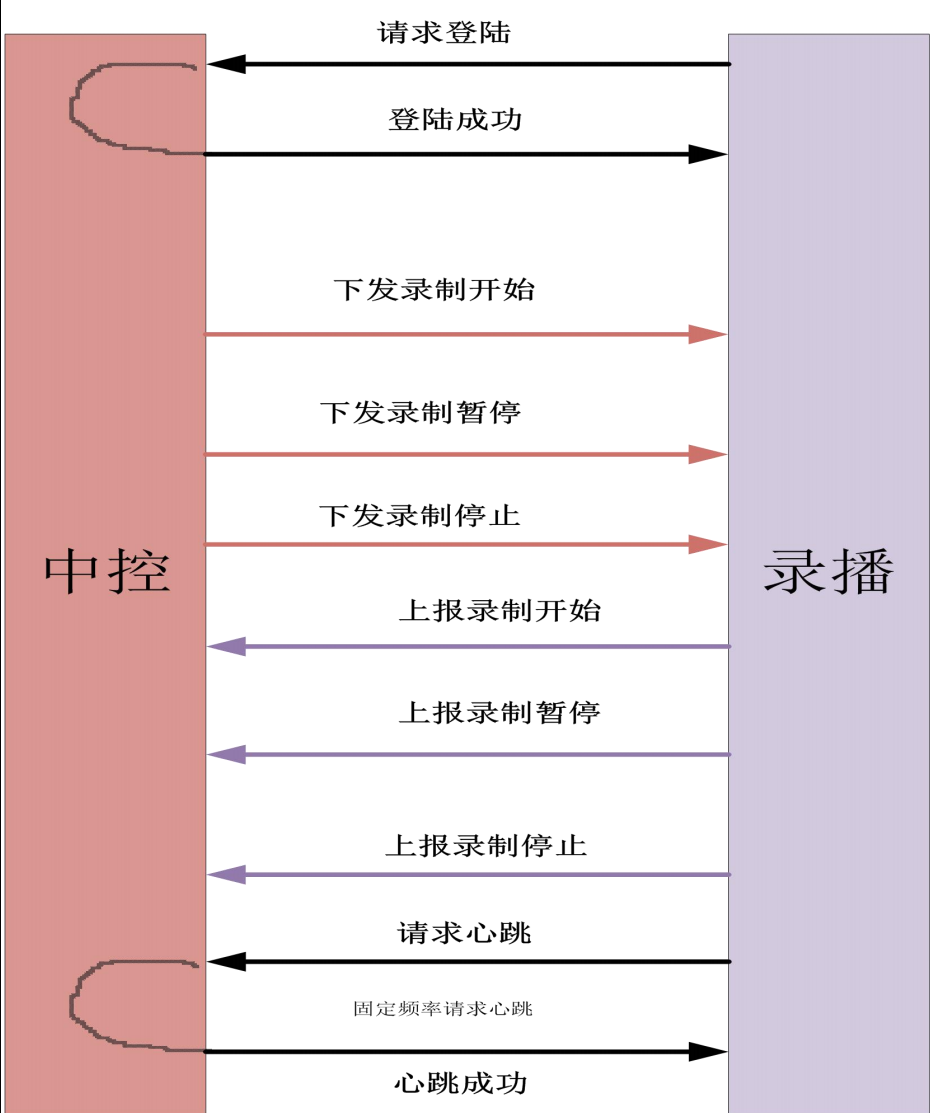 请求登陆
登陆成功
下发录制开始
下发录制暂停
下发录制停止
中控
录播
上报录制开始
上报录制暂停
上报录制停止
请求心跳
固定频率请求心跳
心跳成功